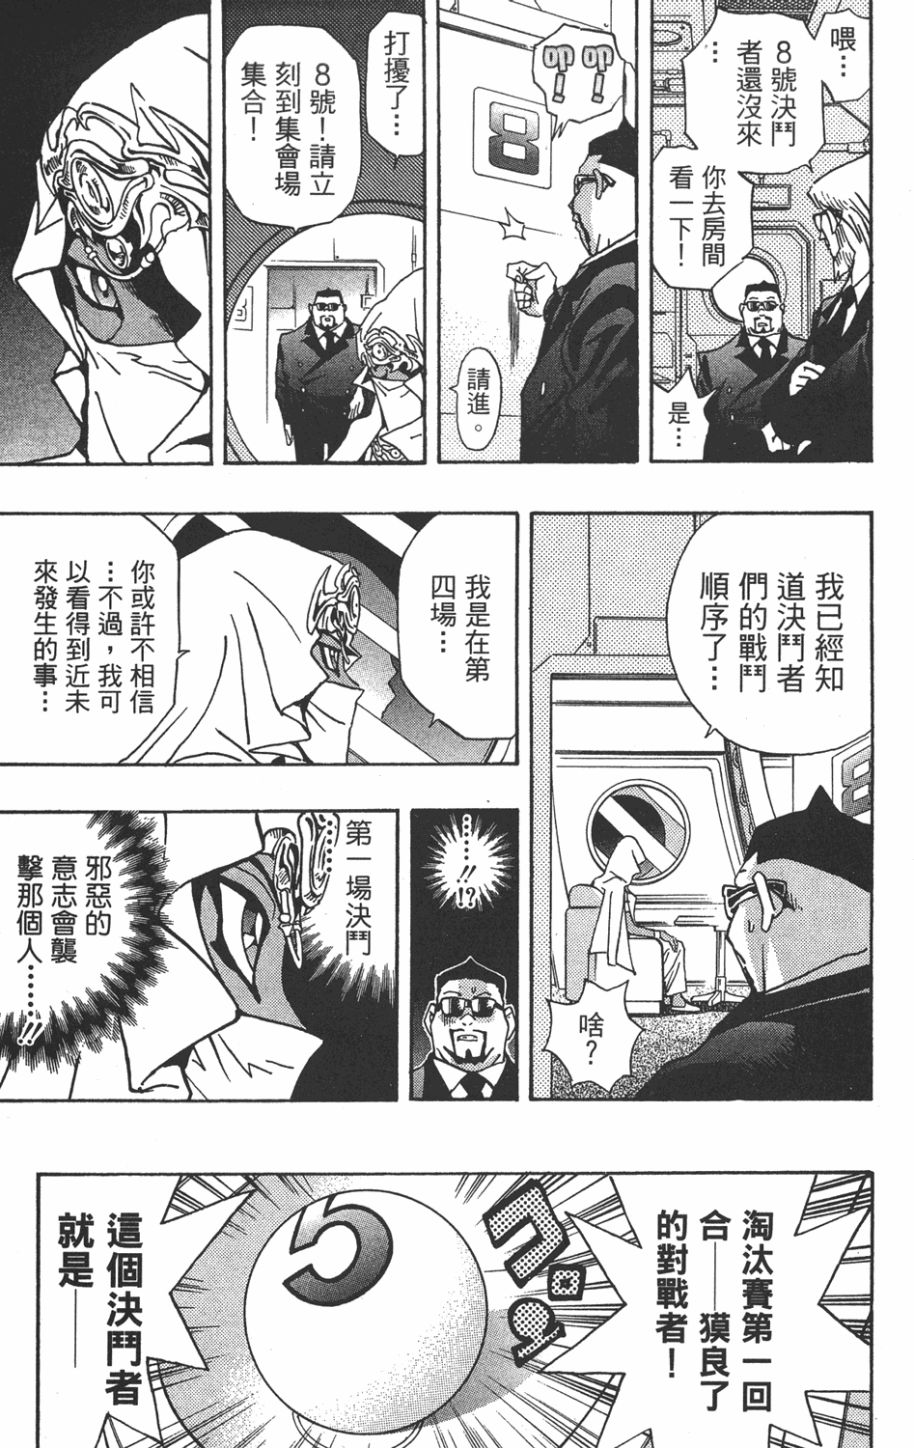 喂…
８號決鬥
者還沒來
…
你去房間
看一下！
是…
叩！
叩！
8
請進。
打擾了…
８號！請立
刻到集會場
集合！
我已經知
道決鬥者
們的戰鬥
順序了…
8
啥？
我是在第
四場…
你或許不相信
…不過，我可
以看得到近未
來發生的事…
……!!!?
第一場決鬥
……
邪惡的
意志會襲
擊那個人……!!
淘汰賽第一回
合──獏良了
的對戰者！
ゴロ
5
這個決鬥者
就是──